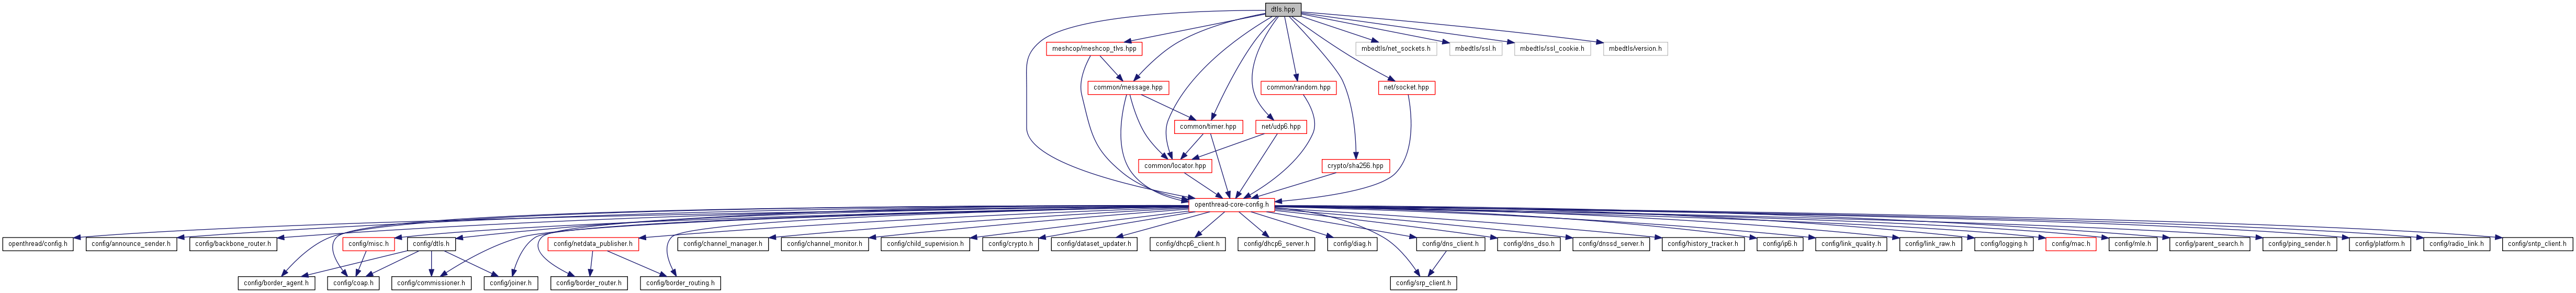 dtls.hpp
meshcop/meshcop_tlvs.hpp
mbedtls/net_sockets.h
mbedtls/ssl.h
mbedtls/ssl_cookie.h
mbedtls/version.h
common/message.hpp
common/random.hpp
net/socket.hpp
common/timer.hpp
net/udp6.hpp
common/locator.hpp
crypto/sha256.hpp
openthread-core-config.h
openthread/config.h
config/announce_sender.h
config/backbone_router.h
config/misc.h
config/dtls.h
config/netdata_publisher.h
config/channel_manager.h
config/channel_monitor.h
config/child_supervision.h
config/crypto.h
config/dataset_updater.h
config/dhcp6_client.h
config/dhcp6_server.h
config/diag.h
config/dns_client.h
config/dns_dso.h
config/dnssd_server.h
config/history_tracker.h
config/ip6.h
config/link_quality.h
config/link_raw.h
config/logging.h
config/mac.h
config/mle.h
config/parent_search.h
config/ping_sender.h
config/platform.h
config/radio_link.h
config/sntp_client.h
config/border_agent.h
config/coap.h
config/commissioner.h
config/joiner.h
config/border_router.h
config/border_routing.h
config/srp_client.h